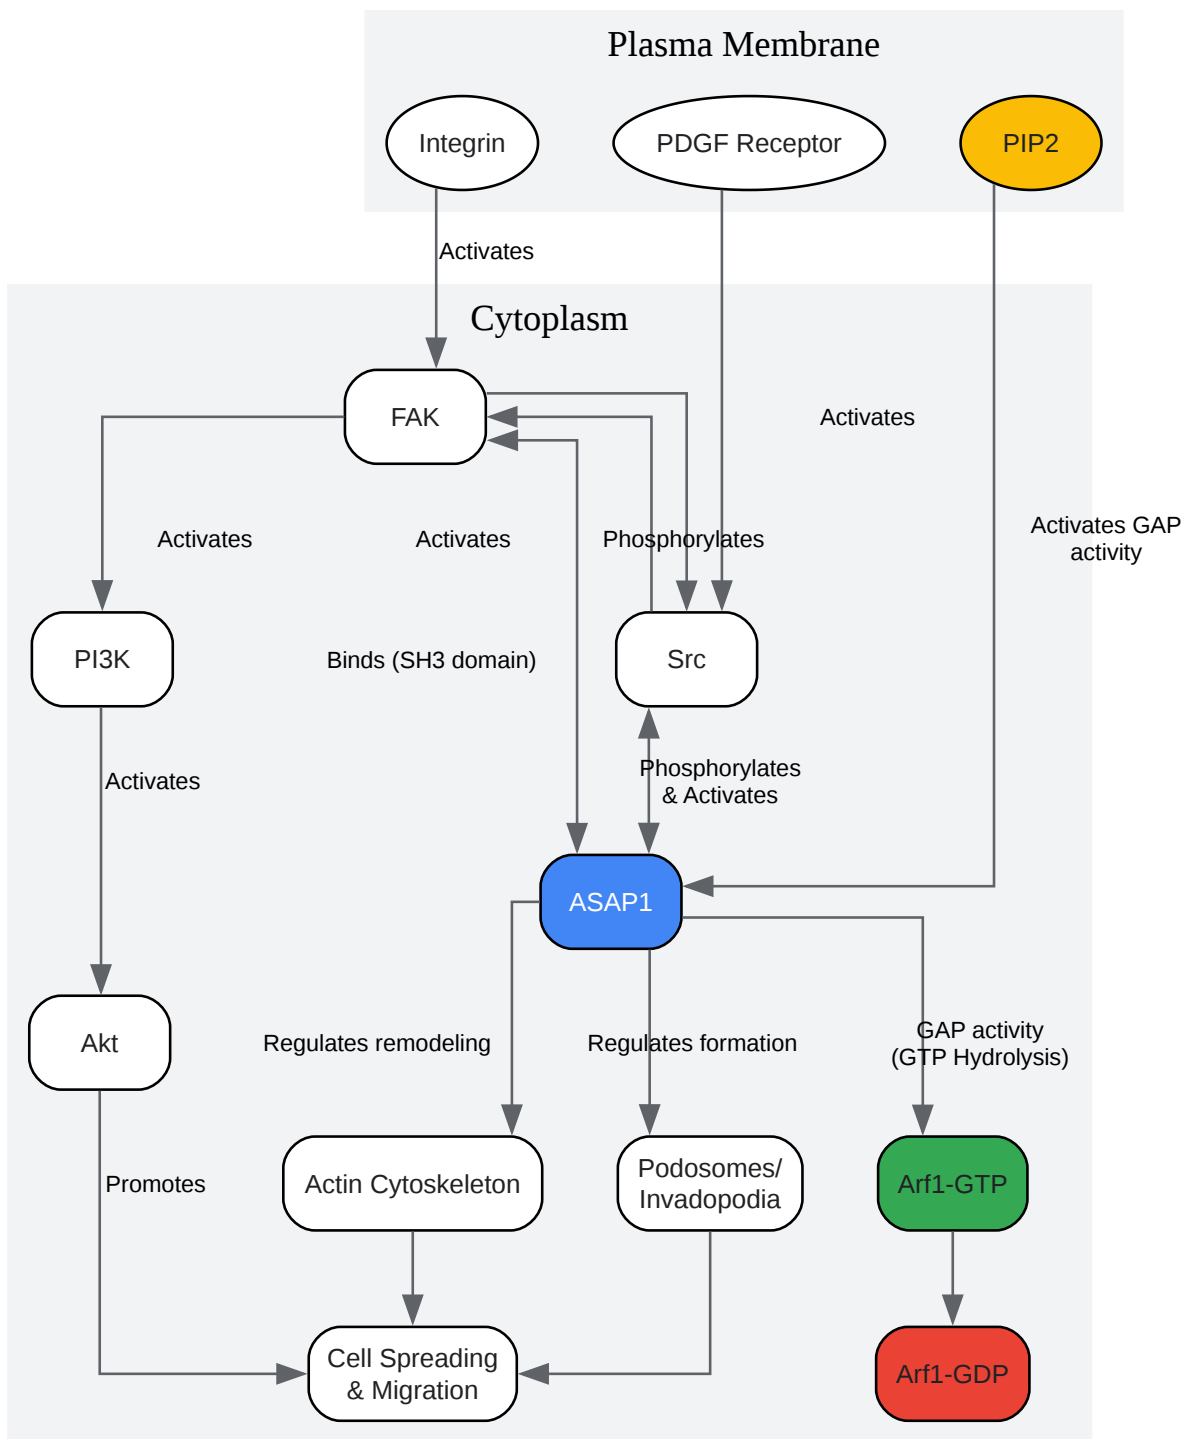 Plasma Membrane
Integrin
PDGF Receptor
PIP2
Activates
Cytoplasm
FAK
Activates
Activates
Activates
Phosphorylates
Activates GAP
activity
PI3K
Binds (SH3 domain)
Src
Activates
Phosphorylates
& Activates
ASAP1
Akt
Regulates remodeling
Regulates formation
GAP activity
(GTP Hydrolysis)
Promotes
Actin Cytoskeleton
Podosomes/
Invadopodia
Arf1-GTP
Cell Spreading
& Migration
Arf1-GDP